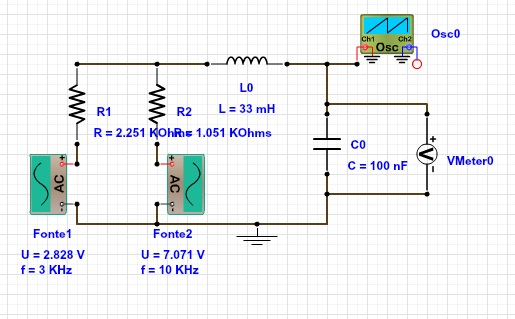 Ch1 Ch2
Osc
Osc0
L0
L = 33 mH
R1
R = 2.251 KOhms
R2
R = 1.051 KOhms
C0
C = 100 nF
V
VMeter0
+
-
AC
+
-
AC
+
-
Fonte1
U = 2.828 V
f = 3 KHz
Fonte2
U = 7.071 V
f = 10 KHz